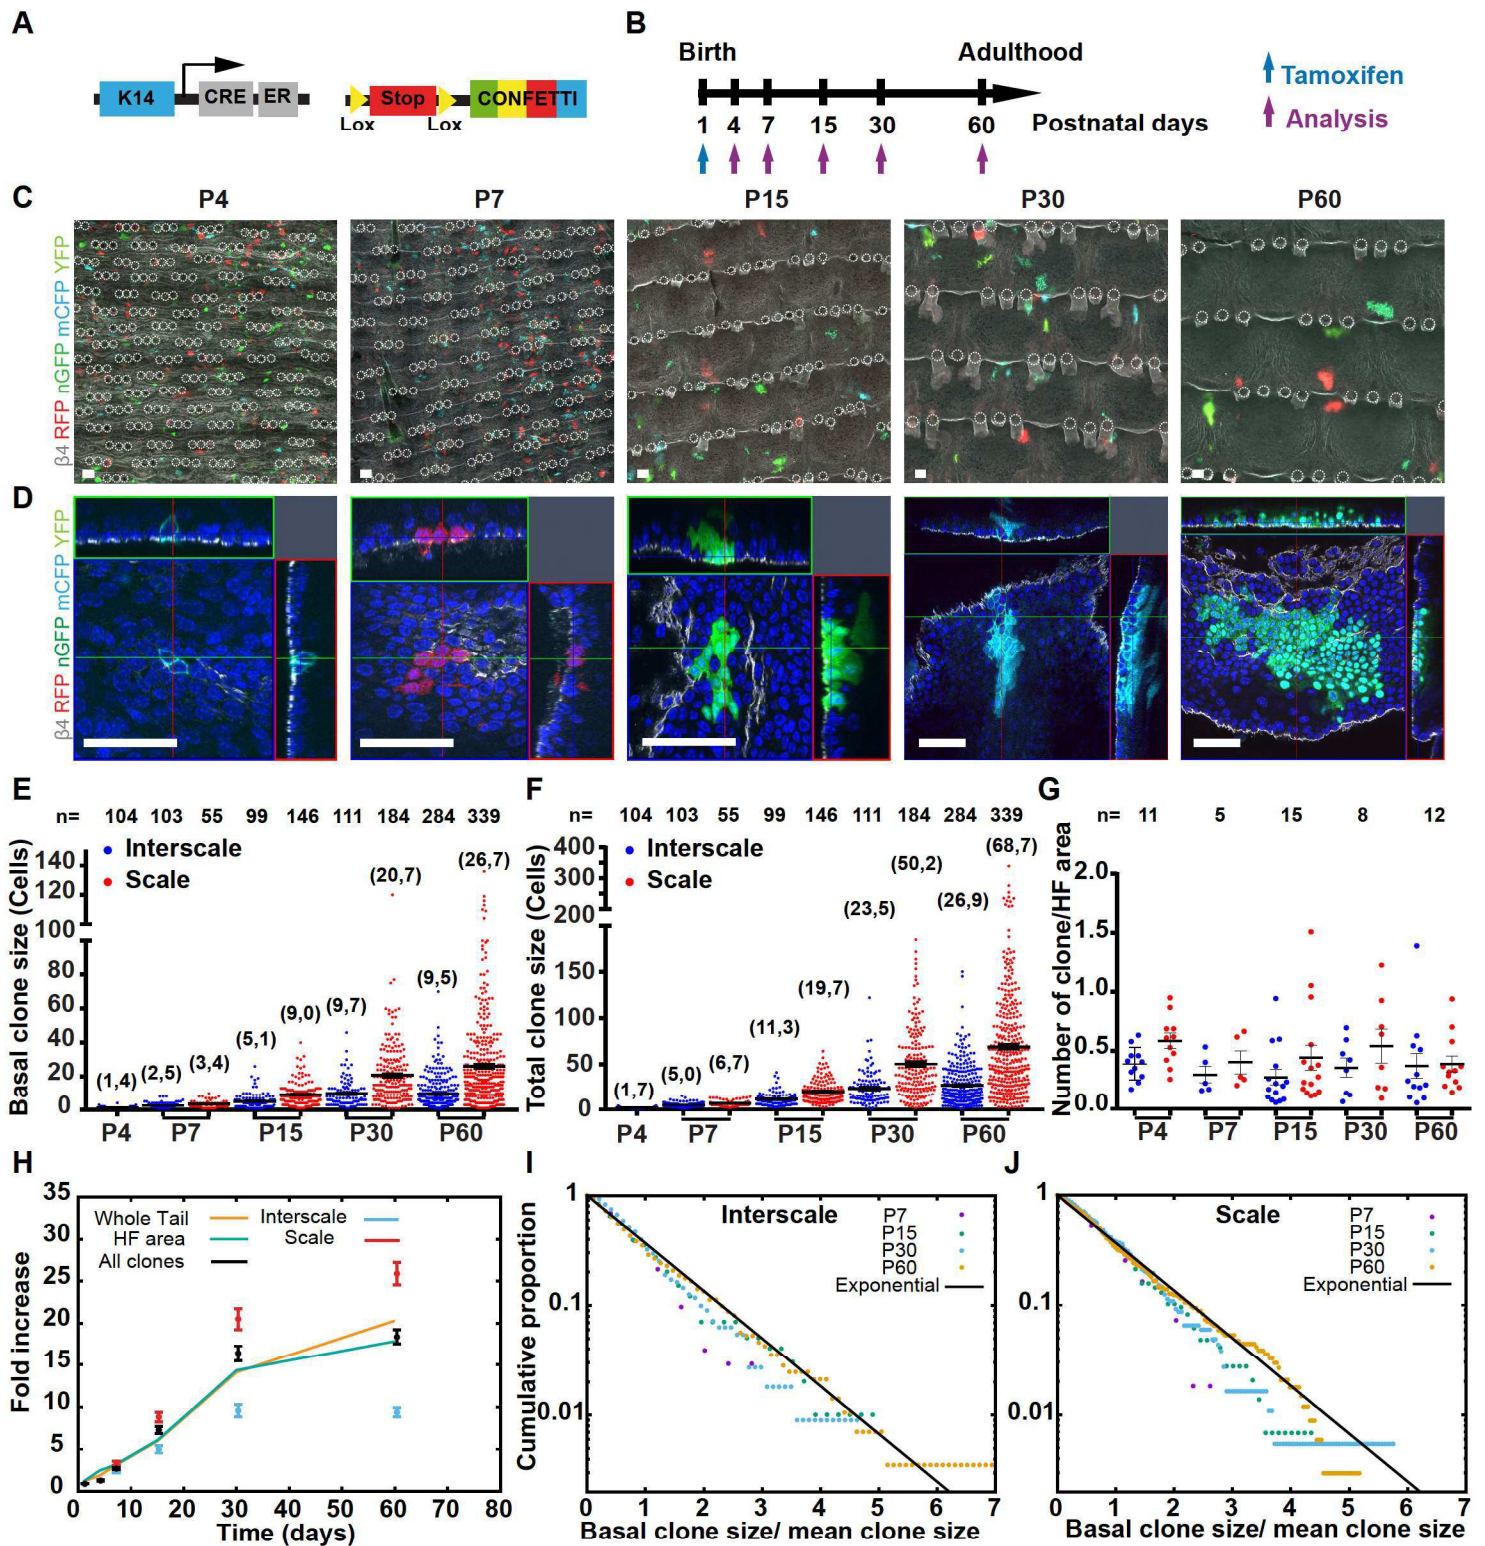 A
K14
CRE
ER
Stop
CONFETTI
Lox
Lox
B
Birth
Adulthood
1 4 7 15 30 60
Postnatal days
Tamoxifen
Analysis
C
P4 P7 P15 P30 P60
β4 RFP nGFP mCFP YFP
D
β4 RFP nGFP mCFP YFP
E
n= 104 103 55 99 146 111 184 284 339
Basal clone size (Cells)
140
120
100
80
60
40
20
0
Interscale
Scale
(1,4) (2,5) (3,4) (5,1) (9,0) (9,7) (20,7) (9,5) (26,7)
P4 P7 P15 P30 P60
F
n= 104 103 55 99 146 111 184 284 339
Total clone size (Cells)
400
300
200
150
100
50
0
Interscale
Scale
(1,7) (5,0) (6,7) (11,3) (19,7) (23,5) (50,2) (26,9) (68,7)
P4 P7 P15 P30 P60
G
n= 11 5 15 8 12
Number of clone/HF area
2.0
1.5
1.0
0.5
0.0
P4 P7 P15 P30 P60
H
Fold increase
35
30
25
20
15
10
5
0
Whole Tail
HF area
All clones
Interscale
Scale
0 10 20 30 40 50 60 70 80
Time (days)
I
Cumulative proportion
1
0.1
0.01
Interscale
P7
P15
P30
P60
Exponential
0 1 2 3 4 5 6 7
Basal clone size/ mean clone size
J
1
0.1
0.01
Scale
P7
P15
P30
P60
Exponential
0 1 2 3 4 5 6 7
Basal clone size/ mean clone size